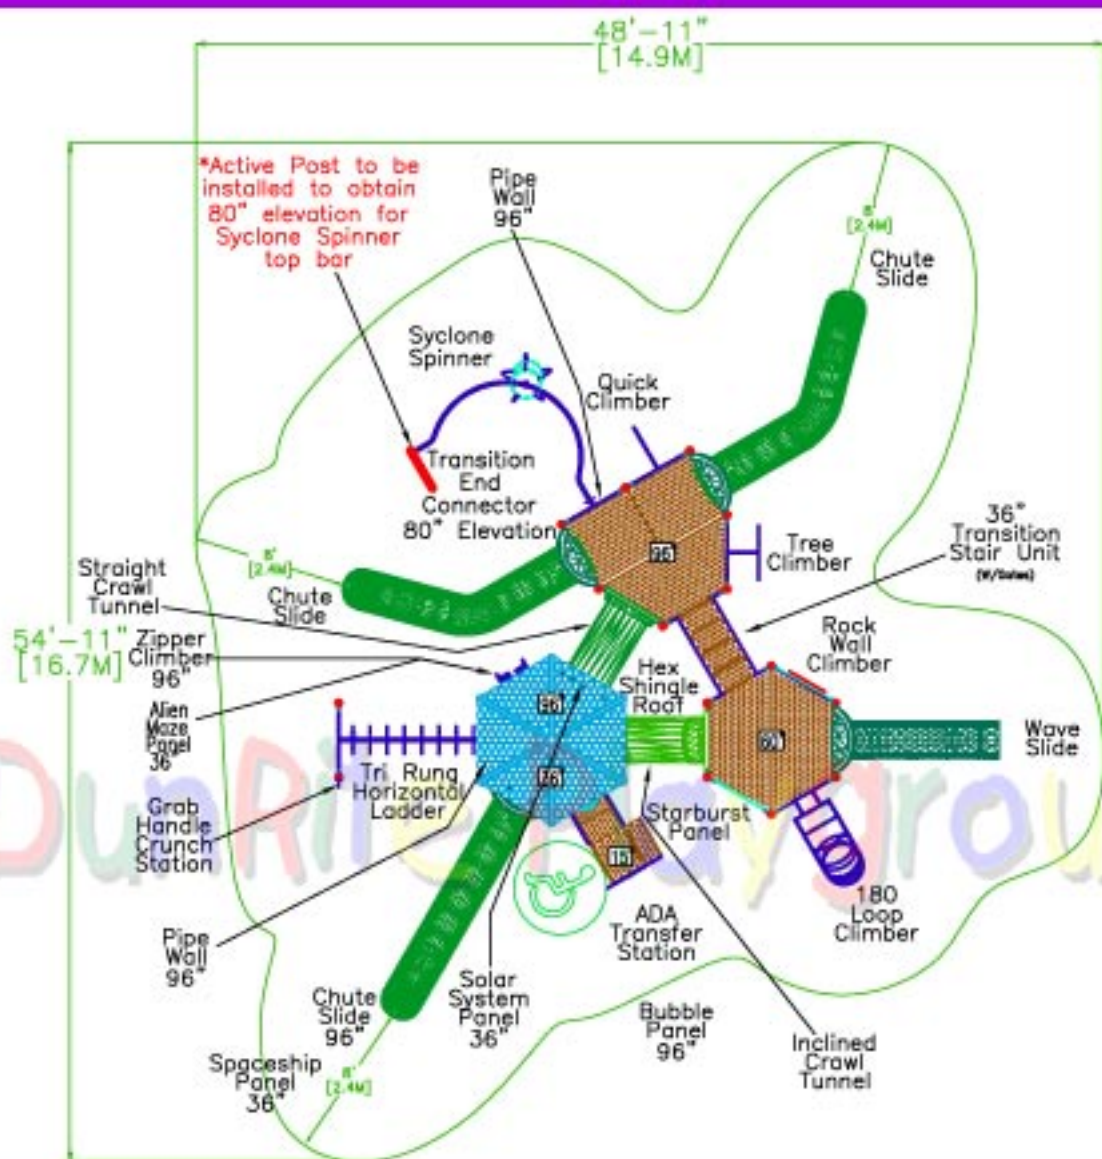 48'-11"
[14.9M]
*Active Post to be
installed to obtain
80" elevation for
Syclone Spinner
top bar
Pipe
Wall
96"
8'
[2.4M]
Chute
Slide
Syclone
Spinner
Quick
Climber
Transition
End
Connector
80" Elevation
96"
36"
Transition
Stair Unit
Tree
Climber
8'
[2.4M]
Chute
Slide
Straight
Crawl
Tunnel
54'-11"
[16.7M]
Zipper
Climber
96"
Alien
Maze
Panel
36"
Rock
Wall
Climber
Hex
Shingle
Roof
96"
60"
36"
Wave
Slide
Tri Rung
Horizontal
Ladder
Starburst
Panel
Grab
Handle
Crunch
Station
15"
DunRite Playgrou
180
Loop
Climber
ADA
Transfer
Station
Pipe
Wall
96"
Solar
System
Panel
36"
Chute
Slide
96"
Bubble
Panel
96"
Inclined
Crawl
Tunnel
Spaceship
Panel
36"
8'
[2.4M]